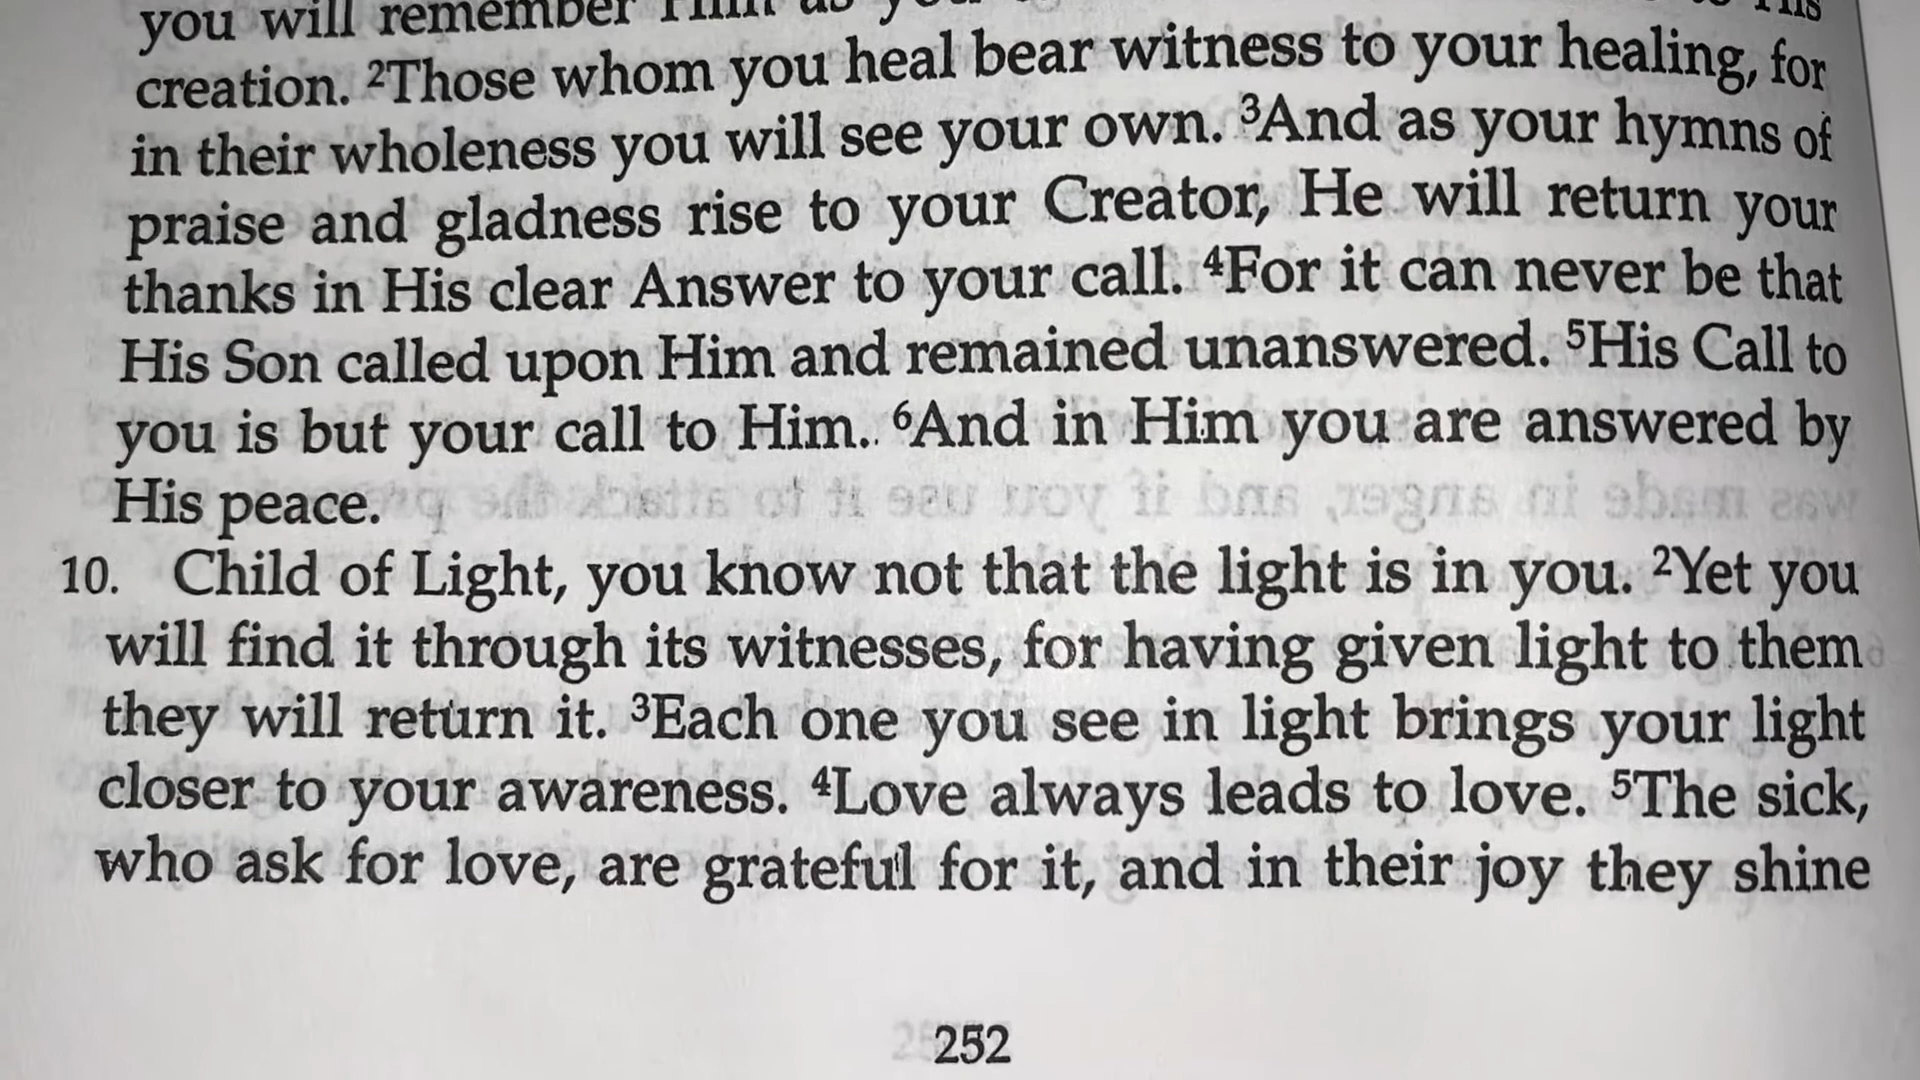 you will remember Him as
creation. ²Those whom you heal bear witness to your healing, for
in their wholeness you will see your own. ³And as your hymns of
praise and gladness rise to your Creator, He will return your
thanks in His clear Answer to your call. ⁴For it can never be that
His Son called upon Him and remained unanswered. ⁵His Call to
you is but your call to Him. ⁶And in Him you are answered by
His peace.
10. Child of Light, you know not that the light is in you. ²Yet you
will find it through its witnesses, for having given light to them
they will return it. ³Each one you see in light brings your light
closer to your awareness. ⁴Love always leads to love. ⁵The sick,
who ask for love, are grateful for it, and in their joy they shine
252